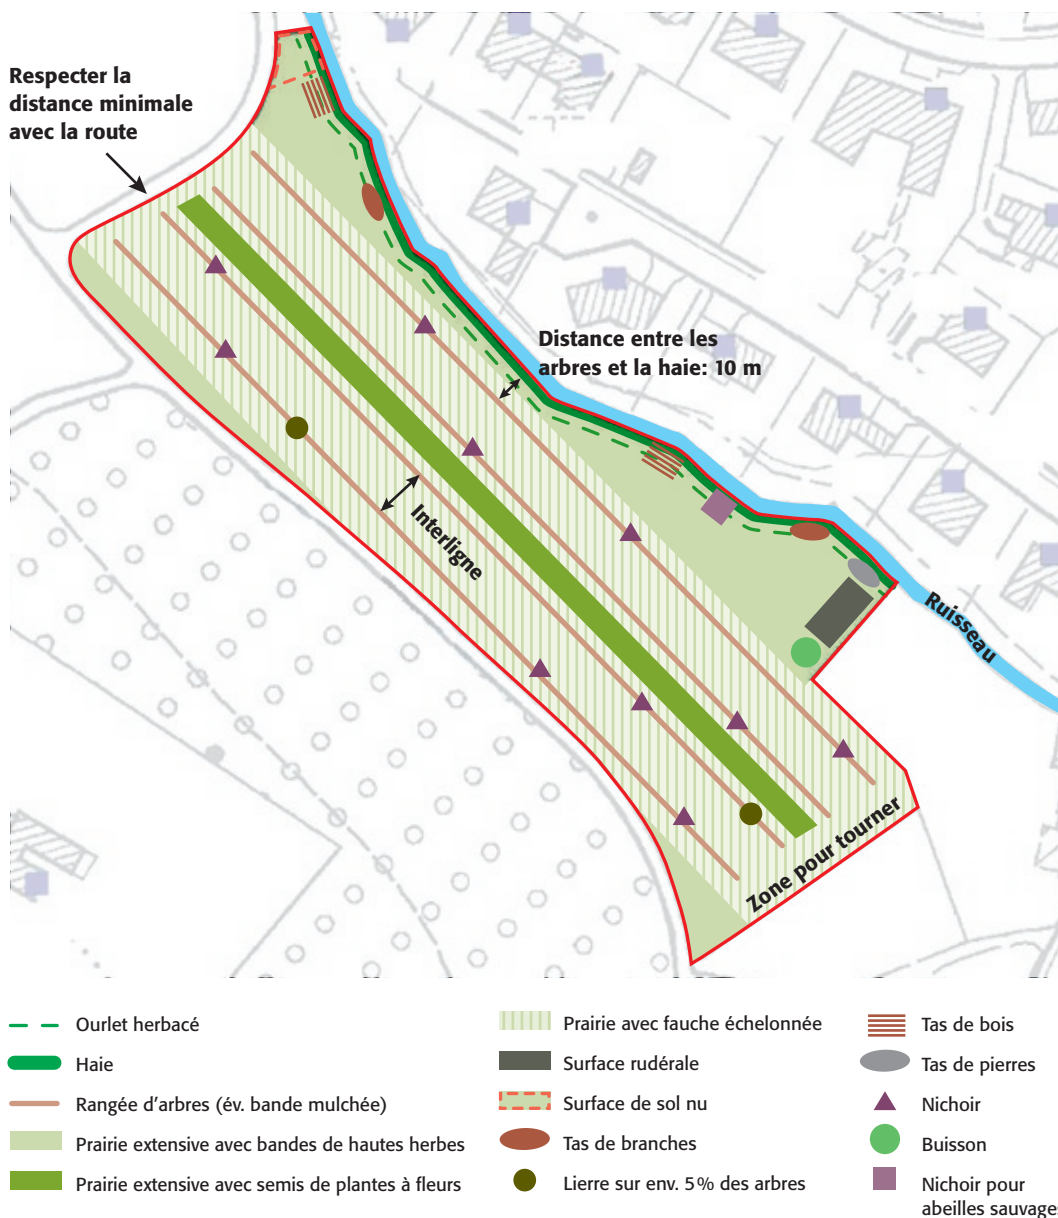 Respecter la
distance minimale
avec la route
Distance entre les
arbres et la haie: 10 m
Interligne
Ruisseau
Zone pour tourner
Ourlet herbacé
Haie
Rangée d'arbres (év. bande mulchée)
Prairie extensive avec bandes de hautes herbes
Prairie extensive avec semis de plantes à fleurs
Prairie avec fauche échelonnée
Surface rudérale
Surface de sol nu
Tas de branches
Lierre sur env. 5% des arbres
Tas de bois
Tas de pierres
Nichoir
Buisson
Nichoir pour
abeilles sauvage